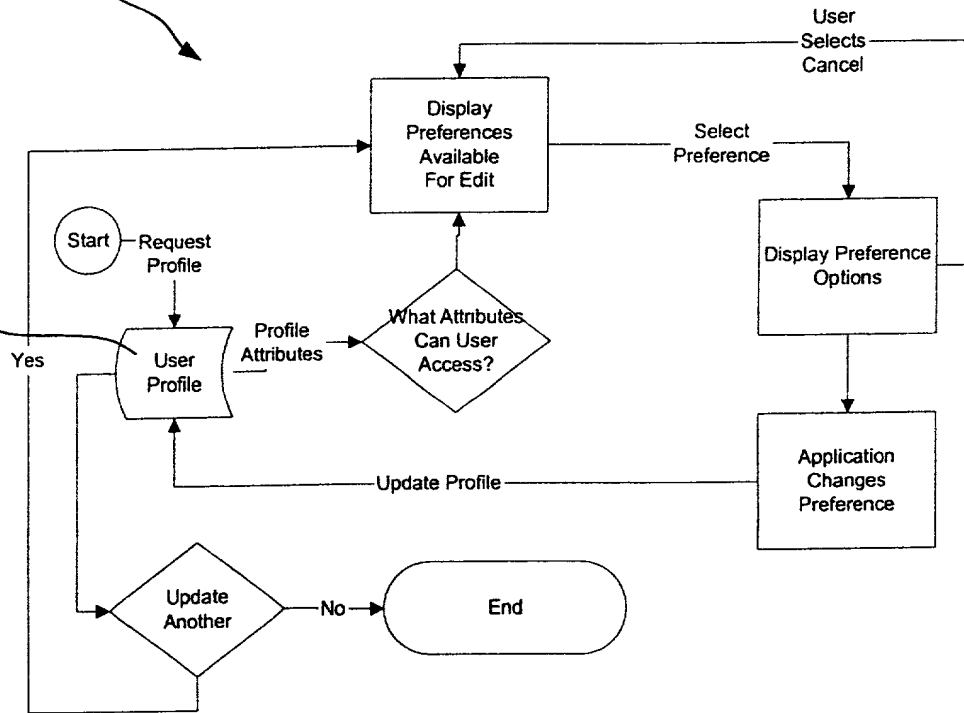 User
Selects
Cancel
Display
Preferences
Available
For Edit
Select
Preference
Start
Request
Profile
Display Preference
Options
What Attributes
Can User
Access?
Profile
Attributes
User
Profile
Yes
Application
Changes
Preference
Update Profile
Update
Another
No
End